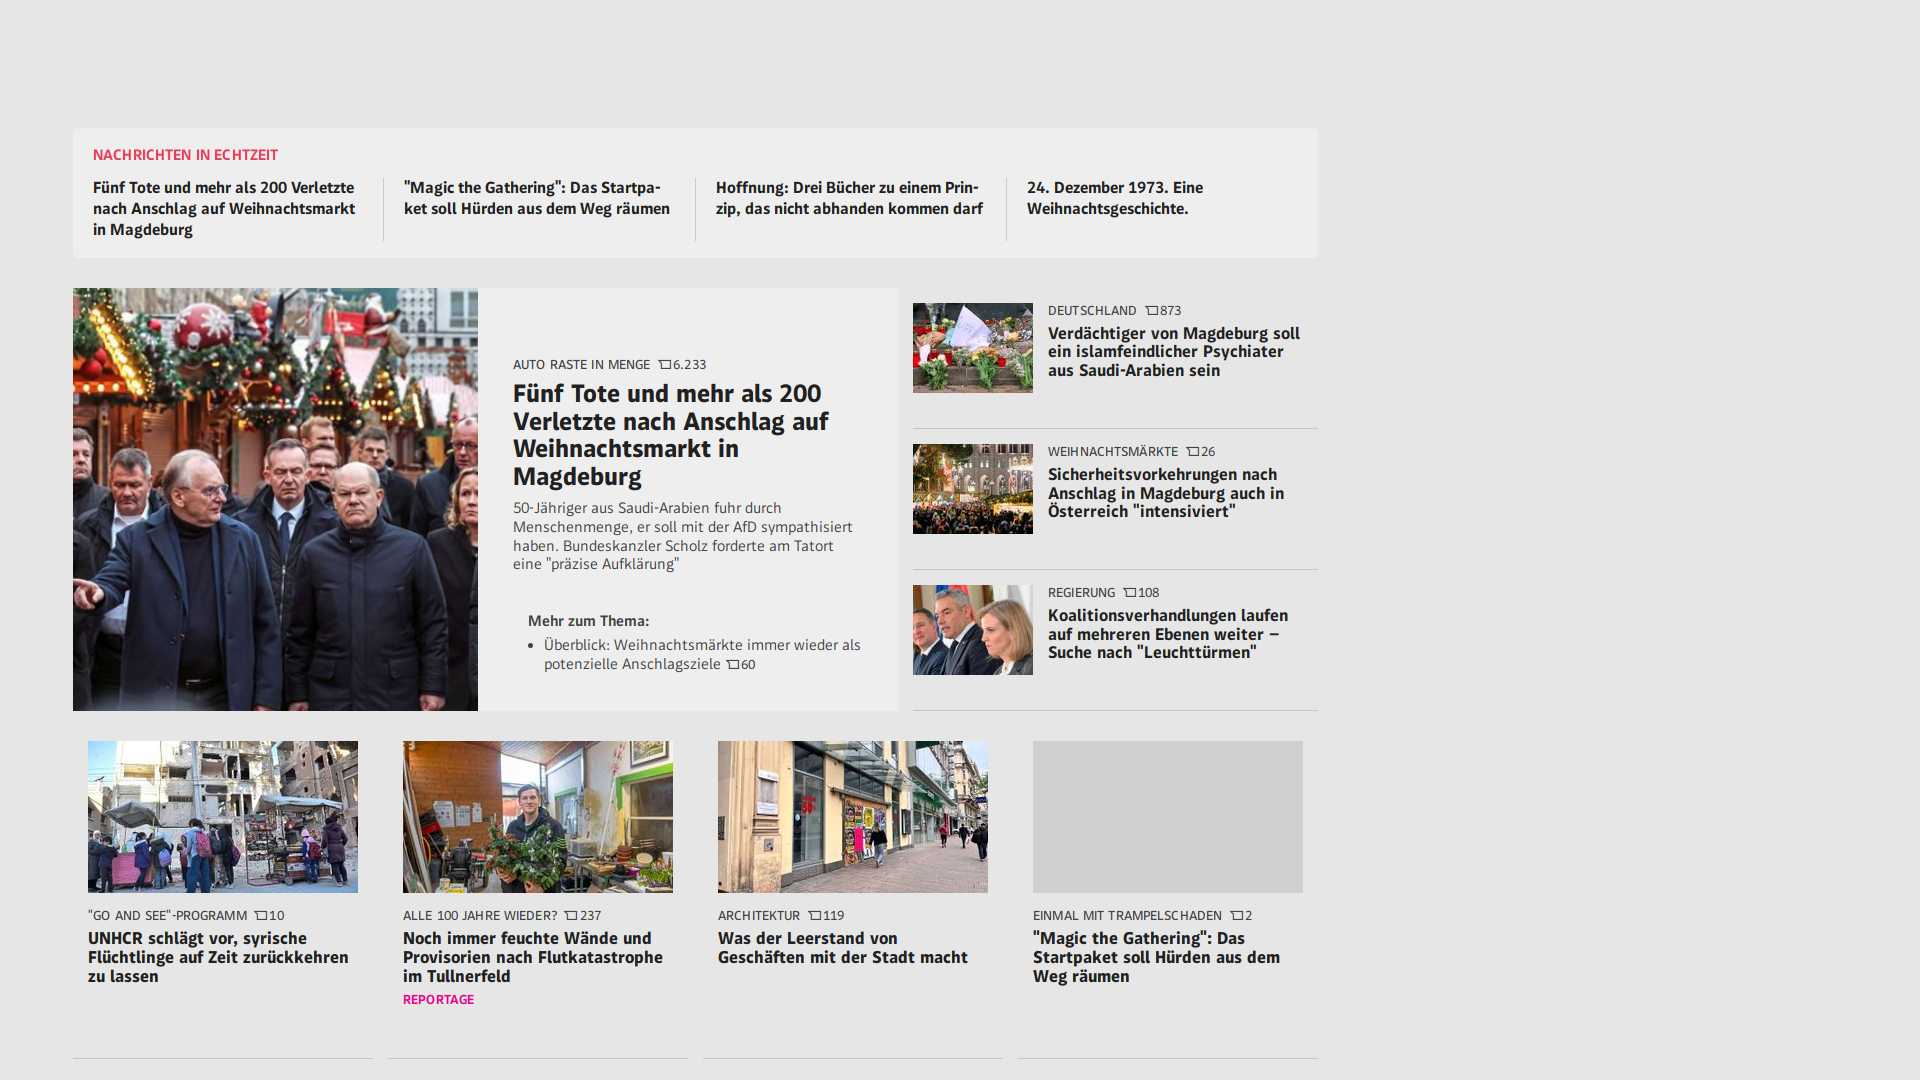 NACHRICHTEN IN ECHTZEIT
Fünf Tote und mehr als 200 Verletzte
nach Anschlag auf Weihnachtsmarkt
in Magdeburg
"Magic the Gathering": Das Startpa-
ket soll Hürden aus dem Weg räumen
Hoffnung: Drei Bücher zu einem Prin-
zip, das nicht abhanden kommen darf
24. Dezember 1973. Eine
Weihnachtsgeschichte.
AUTO RASTE IN MENGE 6.233
Fünf Tote und mehr als 200
Verletzte nach Anschlag auf
Weihnachtsmarkt in
Magdeburg
50-Jähriger aus Saudi-Arabien fuhr durch
Menschenmenge, er soll mit der AfD sympathisiert
haben. Bundeskanzler Scholz forderte am Tatort
eine "präzise Aufklärung"
Mehr zum Thema:
• Überblick: Weihnachtsmärkte immer wieder als
potenzielle Anschlagsziele 60
DEUTSCHLAND 873
Verdächtiger von Magdeburg soll
ein islamfeindlicher Psychiater
aus Saudi-Arabien sein
WEIHNACHTSMÄRKTE 26
Sicherheitsvorkehrungen nach
Anschlag in Magdeburg auch in
Österreich "intensiviert"
REGIERUNG 108
Koalitionsverhandlungen laufen
auf mehreren Ebenen weiter –
Suche nach "Leuchttürmen"
"GO AND SEE"-PROGRAMM 10
UNHCR schlägt vor, syrische
Flüchtlinge auf Zeit zurückkehren
zu lassen
ALLE 100 JAHRE WIEDER? 237
Noch immer feuchte Wände und
Provisorien nach Flutkatastrophe
im Tullnerfeld
REPORTAGE
ARCHITEKTUR 119
Was der Leerstand von
Geschäften mit der Stadt macht
EINMAL MIT TRAMPELSCHADEN 2
"Magic the Gathering": Das
Startpaket soll Hürden aus dem
Weg räumen